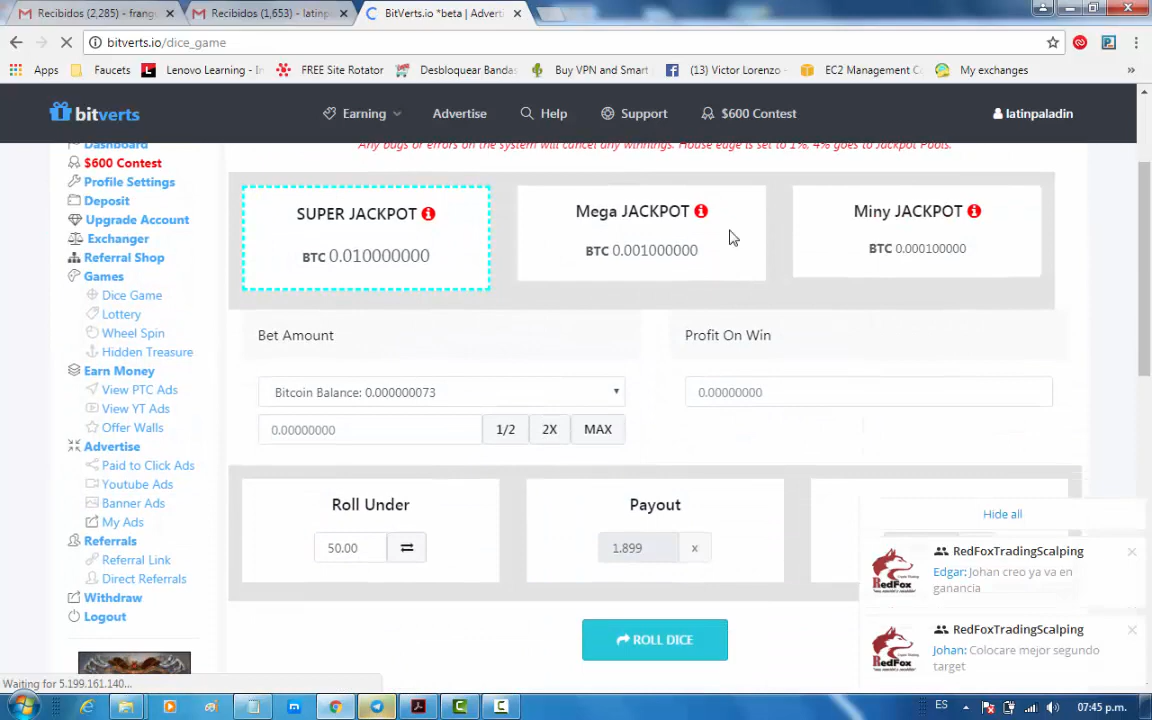 Recibidos (2,285) - frangu
Recibidos (1,653) - latinp
BitVerts.io *beta | Adverta
bitverts.io/dice_game
Apps
Faucets
Lenovo Learning - In
FREE Site Rotator
Desbloquear Bandas
Buy VPN and Smart
(13) Victor Lorenzo
EC2 Management Co
My exchanges
bitverts
Earning
Advertise
Help
Support
$600 Contest
latinpaladin
Any bugs or errors on the system will cancel any winnings. House edge is set to 1%, 4% goes to Jackpot Pools.
Dashboard
$600 Contest
Profile Settings
Deposit
Upgrade Account
Exchanger
Referral Shop
Games
Dice Game
Lottery
Wheel Spin
Hidden Treasure
Earn Money
View PTC Ads
View YT Ads
Offer Walls
Advertise
Paid to Click Ads
Youtube Ads
Banner Ads
My Ads
Referrals
Referral Link
Direct Referrals
Withdraw
Logout
SUPER JACKPOT
BTC 0.010000000
Mega JACKPOT
BTC 0.001000000
Miny JACKPOT
BTC 0.000100000
Bet Amount
Profit On Win
Bitcoin Balance: 0.000000073
0.00000000
0.00000000
1/2
2X
MAX
Roll Under
50.00
Payout
1.899
x
ROLL DICE
Hide all
RedFoxTradingScalping
Edgar: Johan creo ya va en
ganancia
RedFoxTradingScalping
Johan: Colocare mejor segundo
target
Waiting for 5.199.161.140...
ES
07:45 p.m.